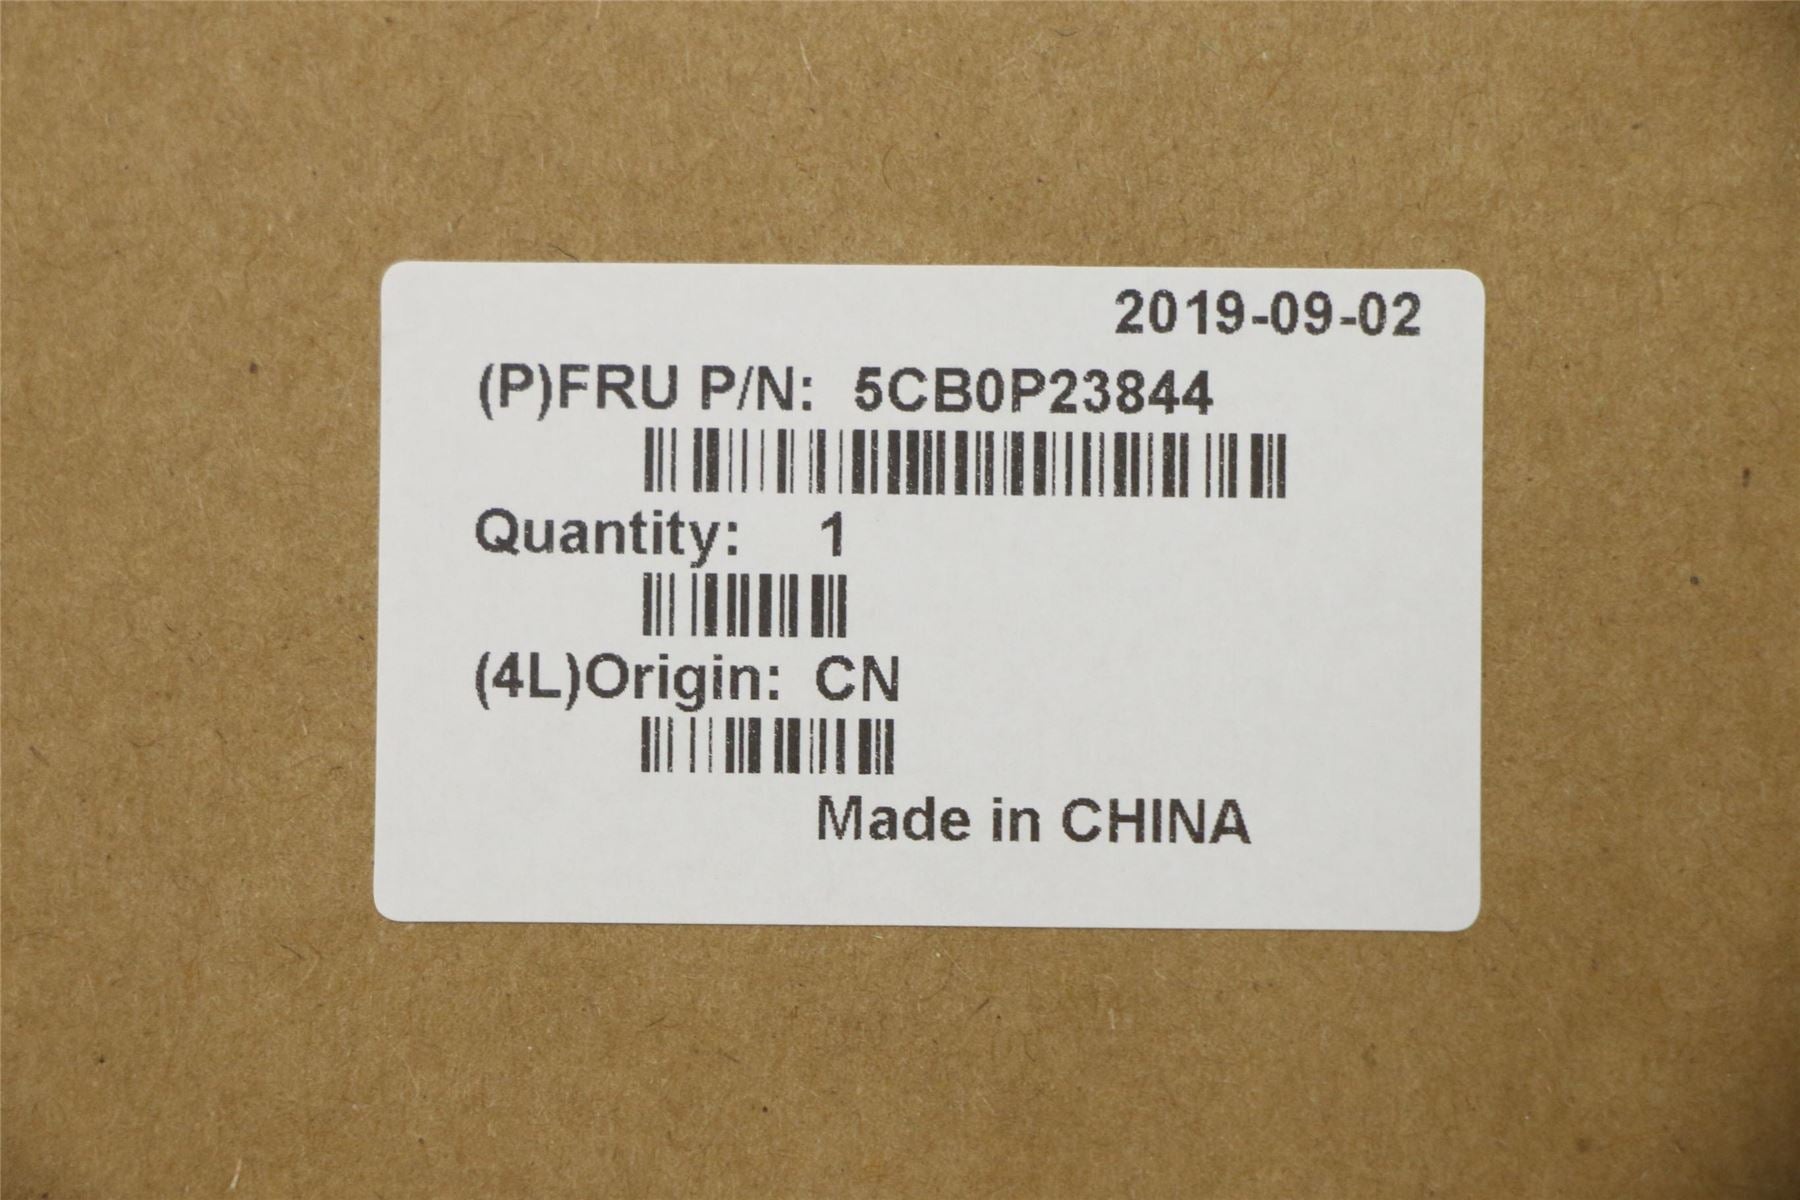 2019-09-02
(P)FRU P/N: 5CB0P23844
Quantity: 1
(4L)Origin: CN
Made in CHINA